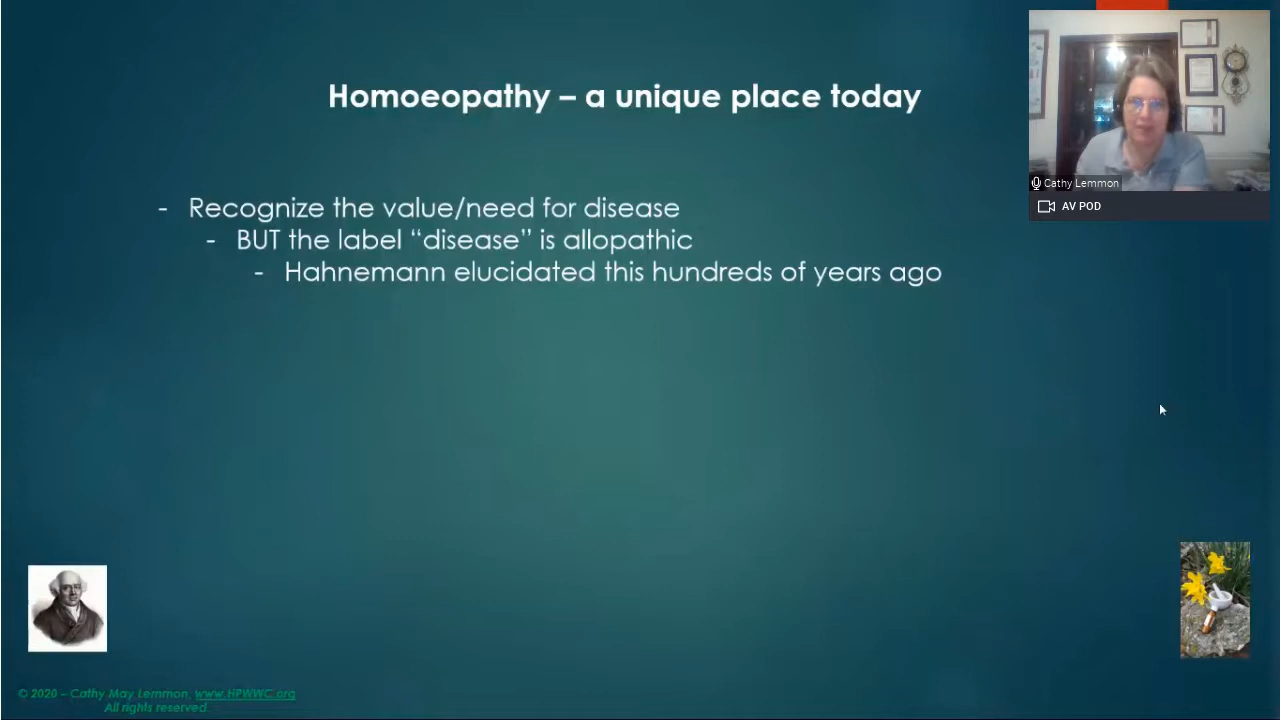 Homoeopathy – a unique place today
- Recognize the value/need for disease
- BUT the label “disease” is allopathic
- Hahnemann elucidated this hundreds of years ago
Cathy Lemmon
AV POD
© 2020 – Cathy May Lemmon, www.HPWWC.org
All rights reserved